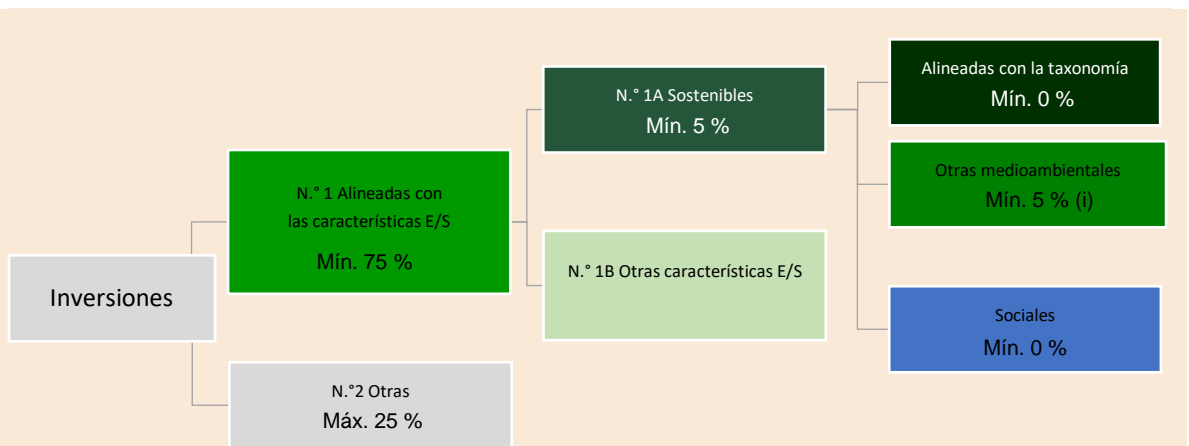 Inversiones
N.° 1 Alineadas con
las características E/S
Mín. 75 %
N.°2 Otras
Máx. 25 %
N.° 1A Sostenibles
Mín. 5 %
N.° 1B Otras características E/S
Alineadas con la taxonomía
Mín. 0 %
Otras medioambientales
Mín. 5 % (i)
Sociales
Mín. 0 %